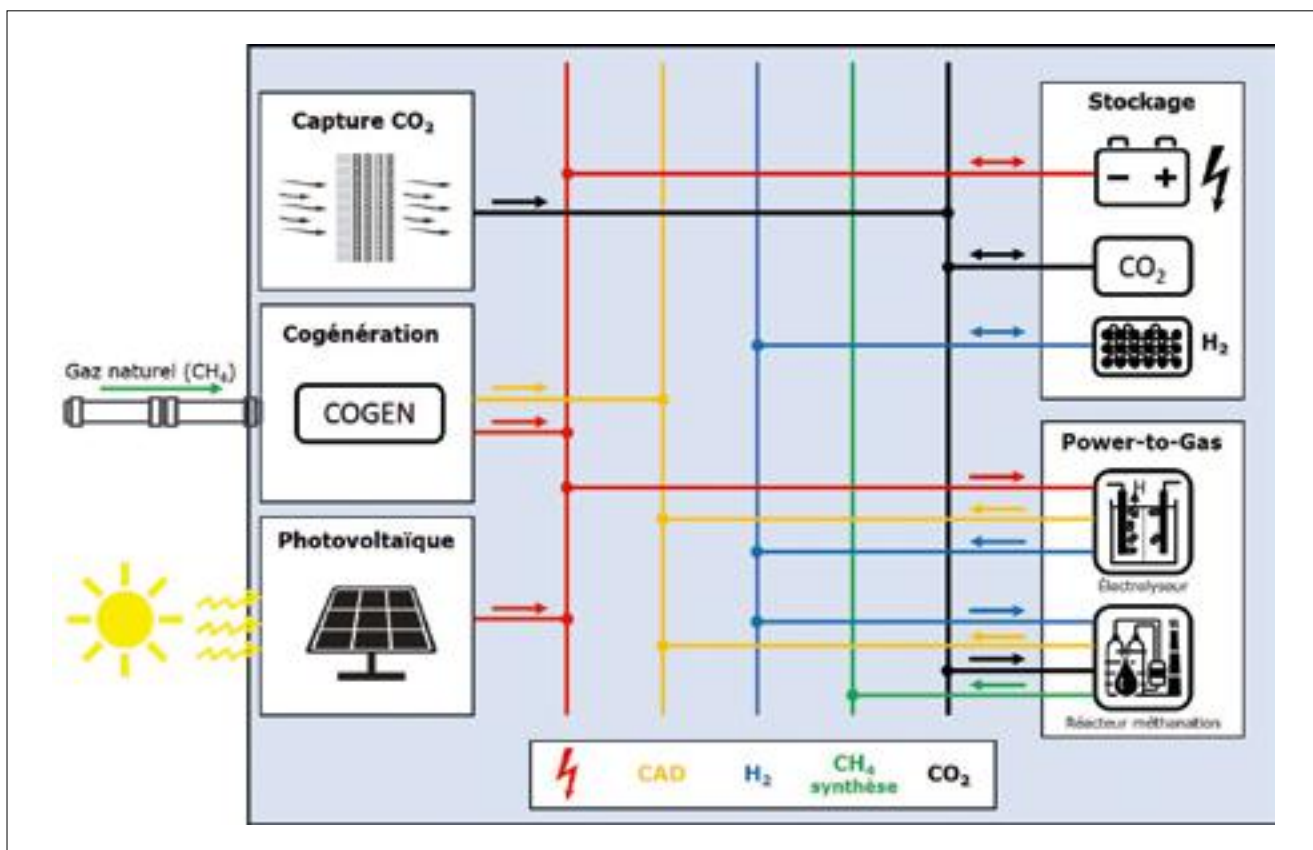 Capture CO₂
Gaz naturel (CH₄)
Cogénération
COGEN
Photovoltaïque
Stockage
CO₂
H₂
Power-to-Gas
H
Électrolyseur
Réacteur méthanation
CAD
H₂
CH₄
synthèse
CO₂